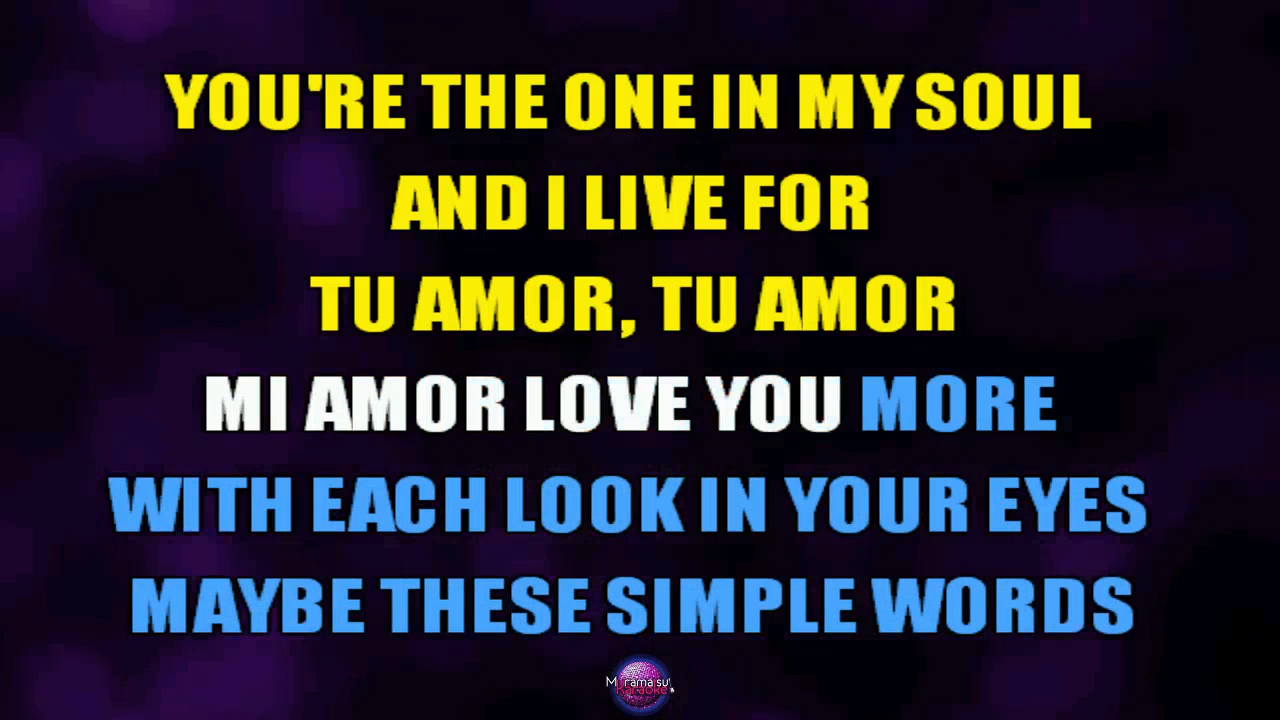 YOU'RE THE ONE IN MY SOUL
AND I LIVE FOR
TU AMOR, TU AMOR
MI AMOR LOVE YOU MORE
WITH EACH LOOK IN YOUR EYES
MAYBE THESE SIMPLE WORDS
Karaoke